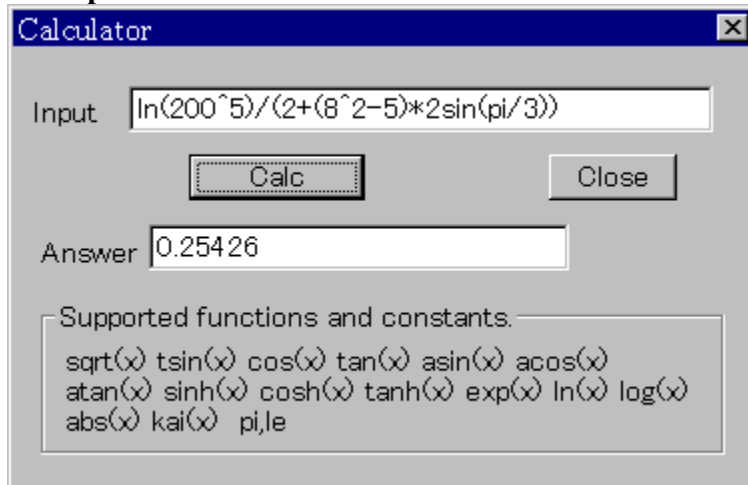 Calculator
Input ln(200^5)/(2+(8^2-5)*2sin(pi/3))
Calc Close
Answer 0.25426
Supported functions and constants.
sqrt(x) tsin(x) cos(x) tan(x) asin(x) acos(x)
atan(x) sinh(x) cosh(x) tanh(x) exp(x) ln(x) log(x)
abs(x) kai(x) pi,le